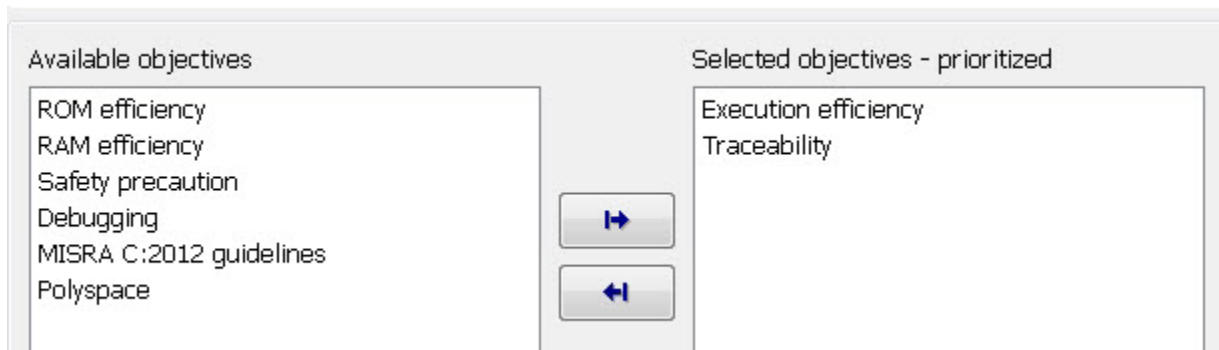 Available objectives
ROM efficiency
RAM efficiency
Safety precaution
Debugging
MISRA C:2012 guidelines
Polyspace
Selected objectives - prioritized
Execution efficiency
Traceability